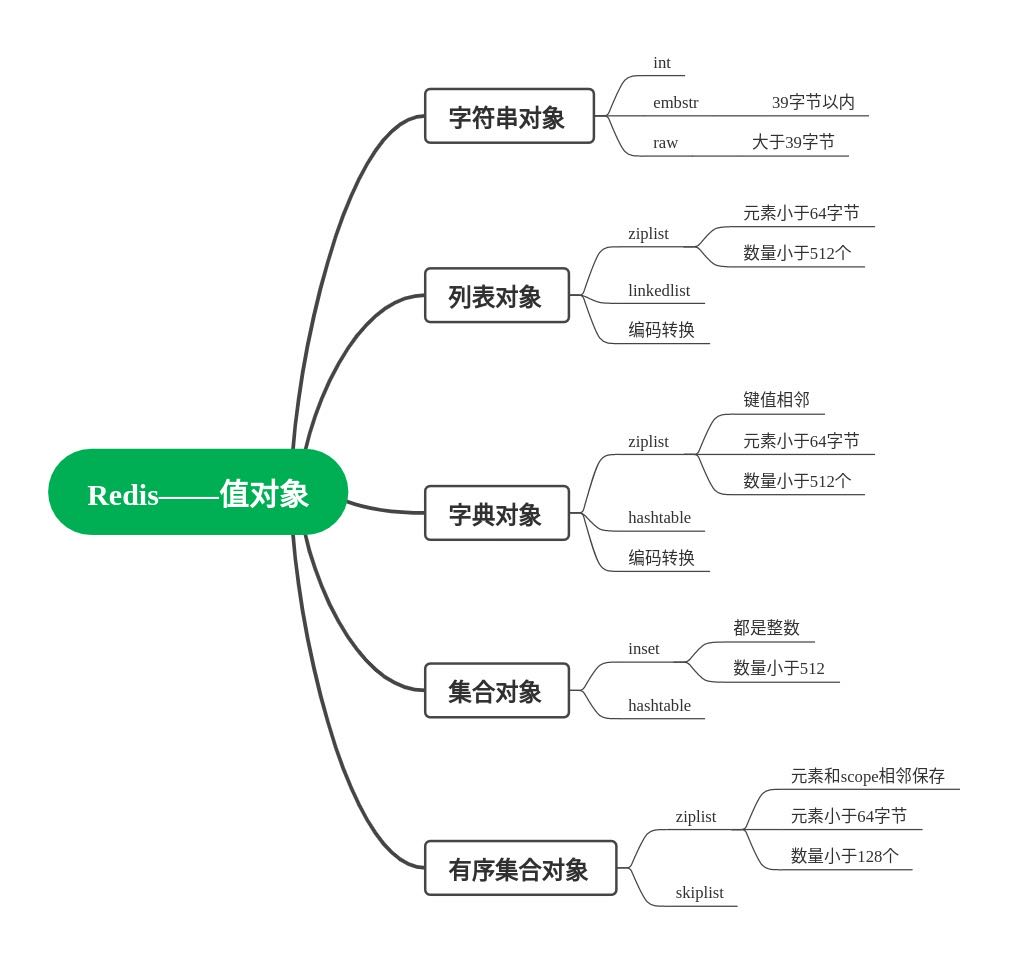 Redis——值对象
字符串对象
int
embstr
39字节以内
raw
大于39字节
列表对象
ziplist
元素小于64字节
数量小于512个
linkedlist
编码转换
字典对象
ziplist
键值相邻
元素小于64字节
数量小于512个
hashtable
编码转换
集合对象
inset
都是整数
数量小于512
hashtable
有序集合对象
ziplist
元素和scope相邻保存
元素小于64字节
数量小于128个
skiplist